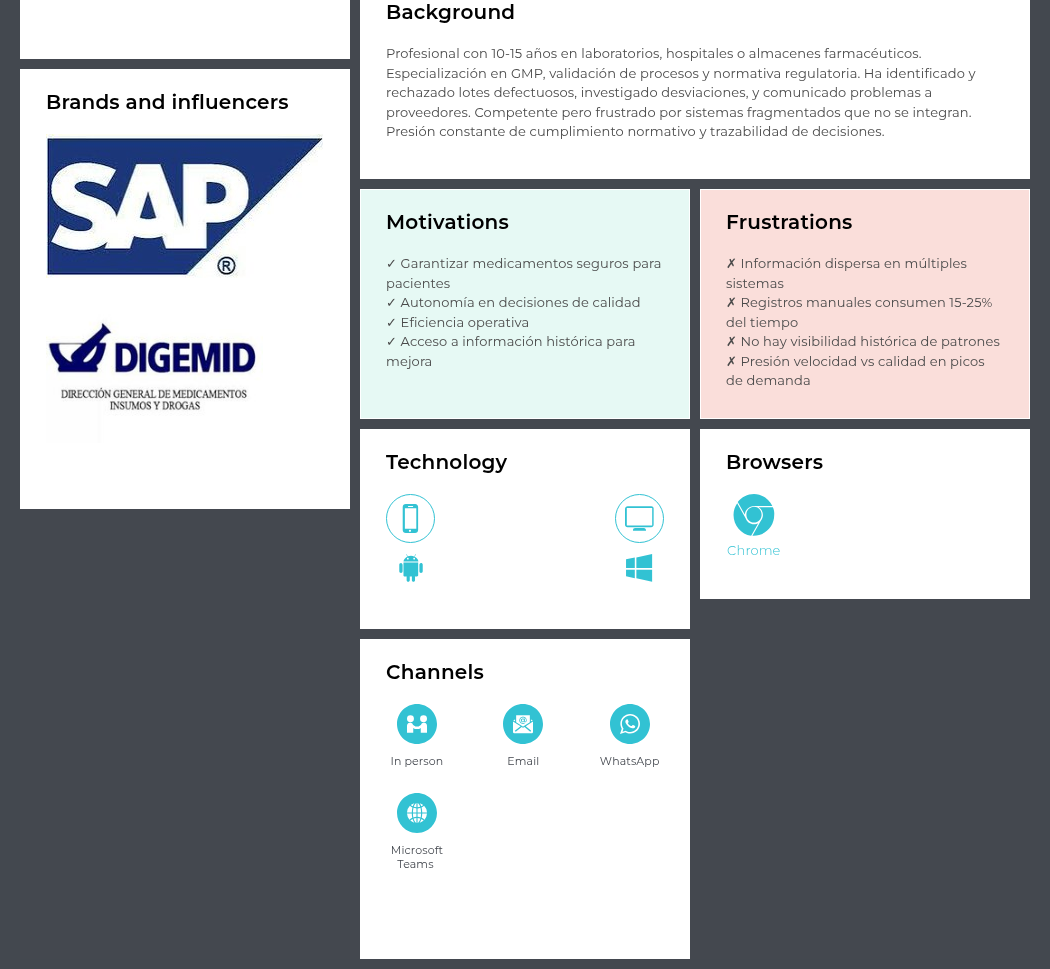 Background
Profesional con 10-15 años en laboratorios, hospitales o almacenes farmacéuticos.
Especialización en GMP, validación de procesos y normativa regulatoria. Ha identificado y
rechazado lotes defectuosos, investigado desviaciones, y comunicado problemas a
proveedores. Competente pero frustrado por sistemas fragmentados que no se integran.
Presión constante de cumplimiento normativo y trazabilidad de decisiones.
Brands and influencers
SAP
®
DIGEMID
DIRECCIÓN GENERAL DE MEDICAMENTOS
INSUMOS Y DROGAS
Motivations
✓ Garantizar medicamentos seguros para
pacientes
✓ Autonomía en decisiones de calidad
✓ Eficiencia operativa
✓ Acceso a información histórica para
mejora
Frustrations
✗ Información dispersa en múltiples
sistemas
✗ Registros manuales consumen 15-25%
del tiempo
✗ No hay visibilidad histórica de patrones
✗ Presión velocidad vs calidad en picos
de demanda
Technology
Browsers
Chrome
Channels
In person
Email
WhatsApp
Microsoft
Teams